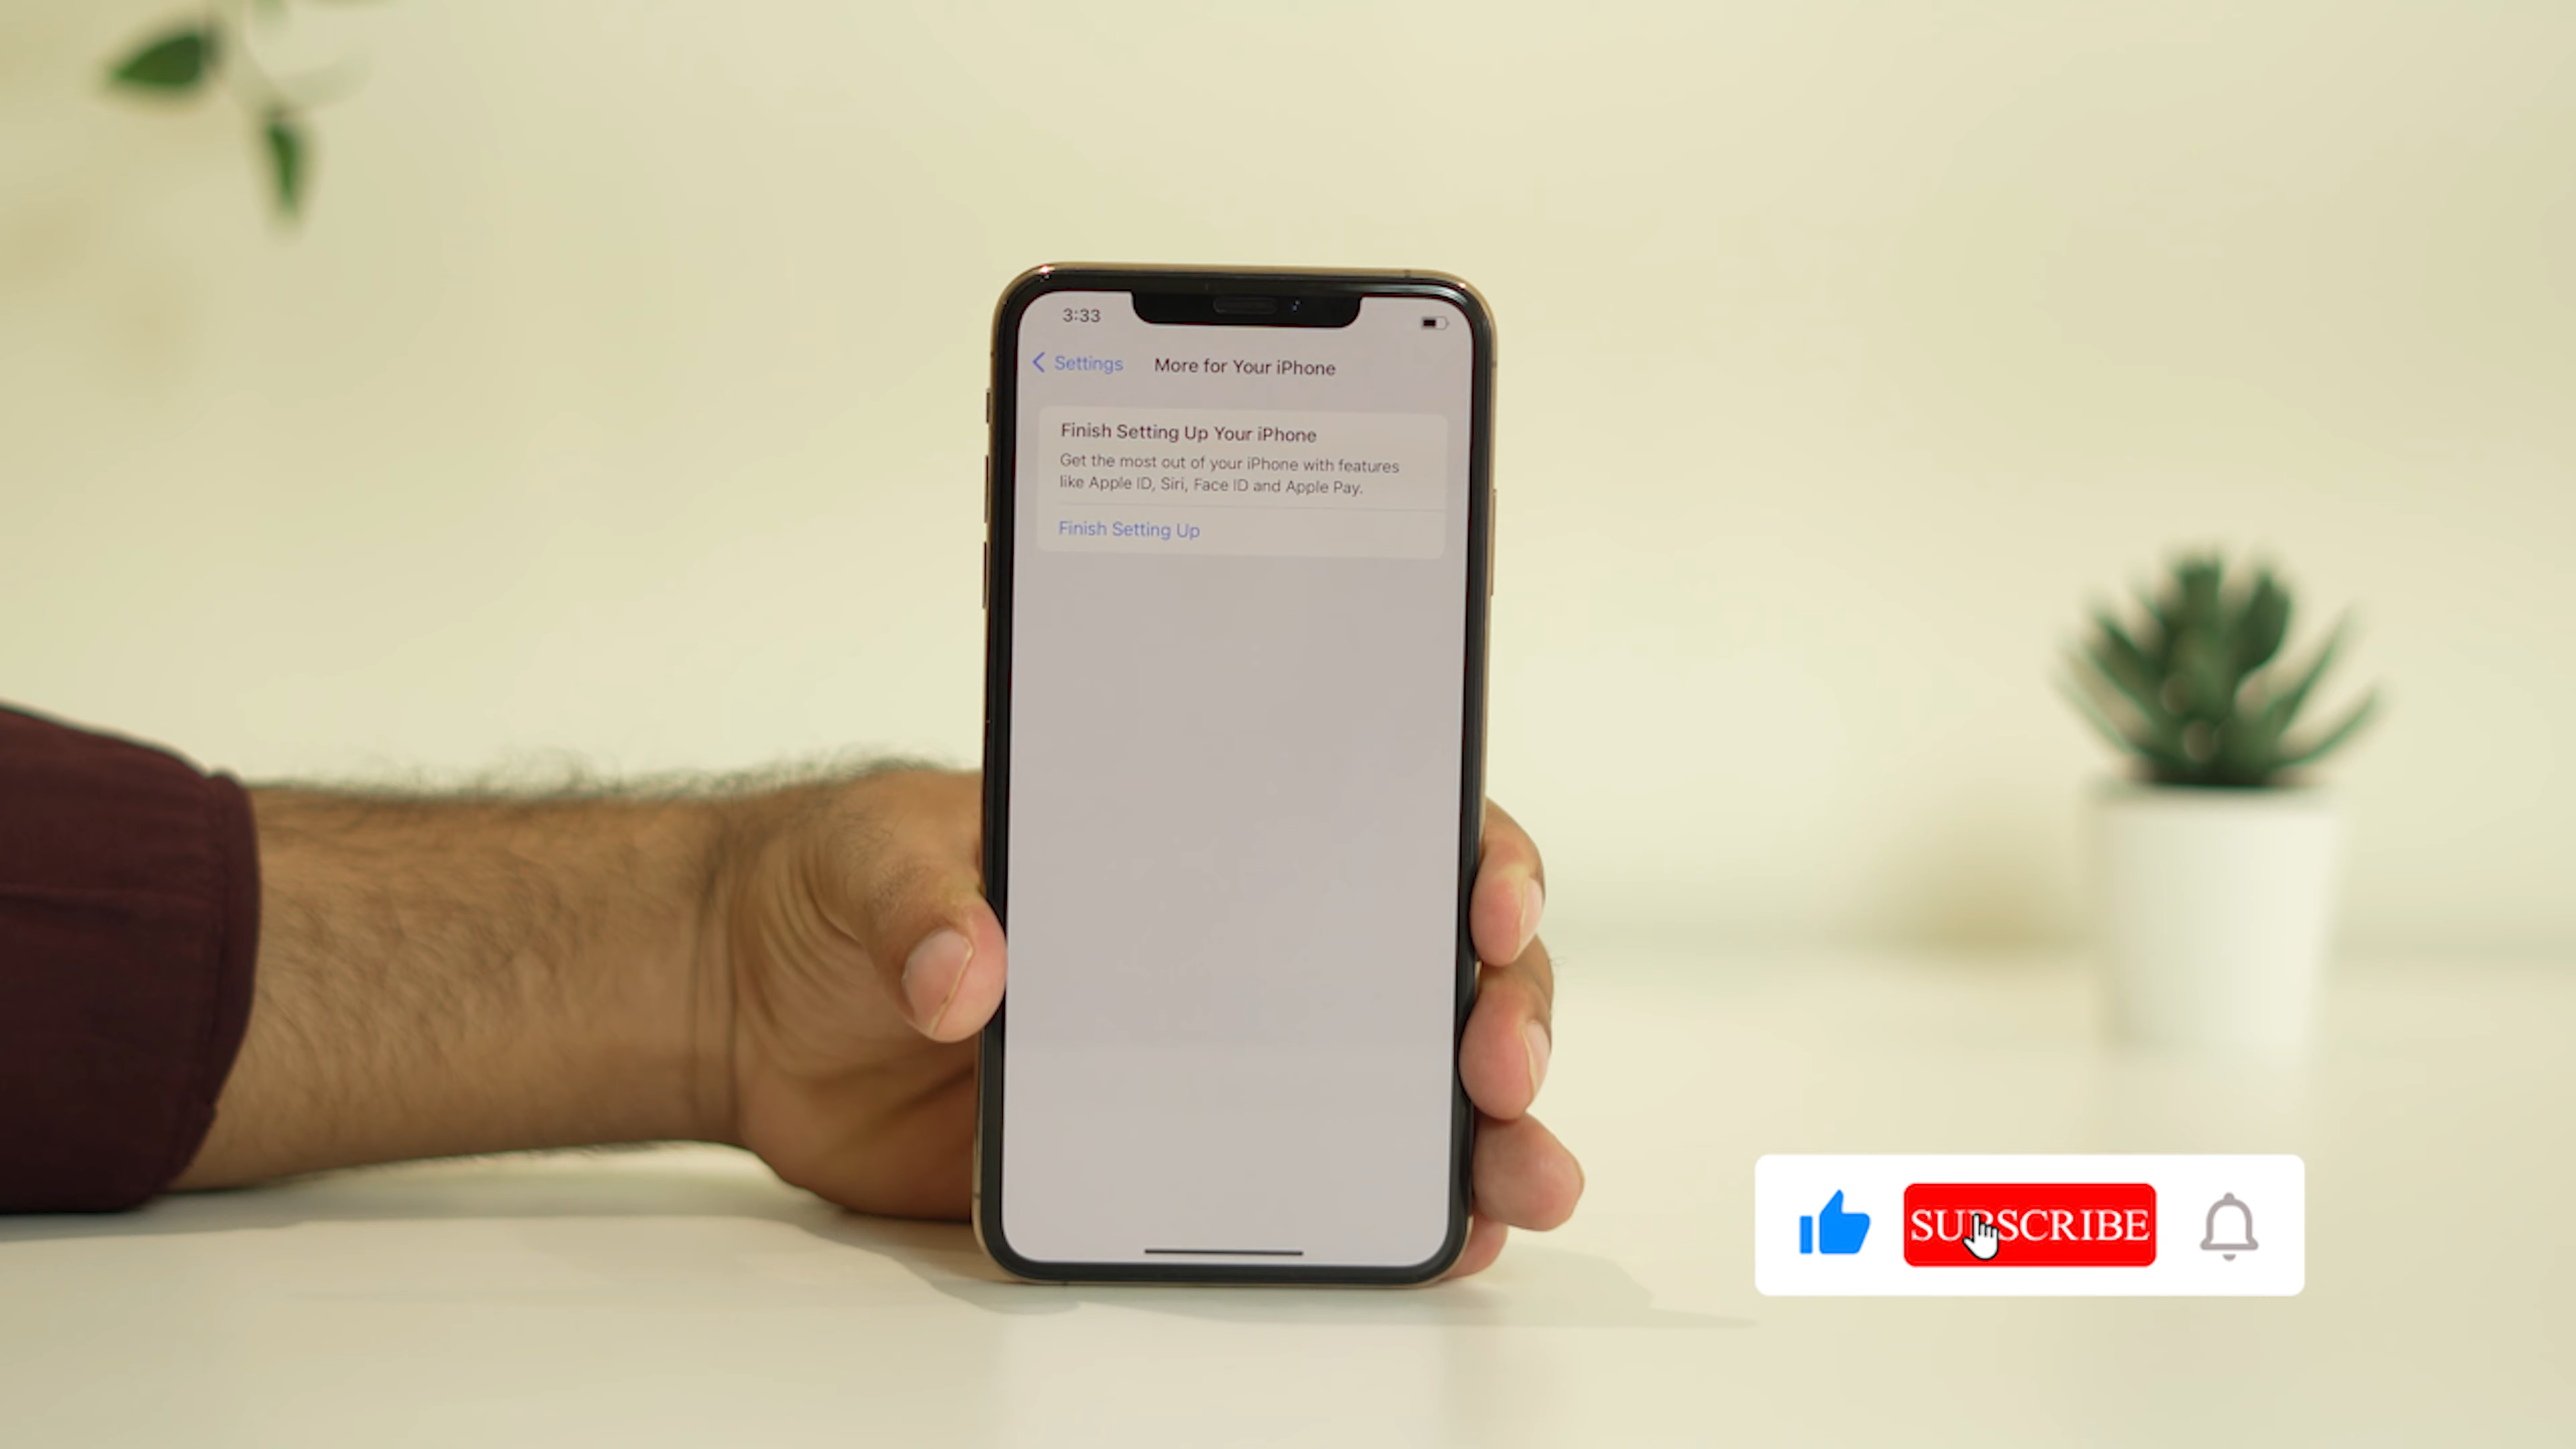 3:33
Settings
More for Your iPhone
Finish Setting Up Your iPhone
Get the most out of your iPhone with features
like Apple ID, Siri, Face ID and Apple Pay.
Finish Setting Up
SUBSCRIBE